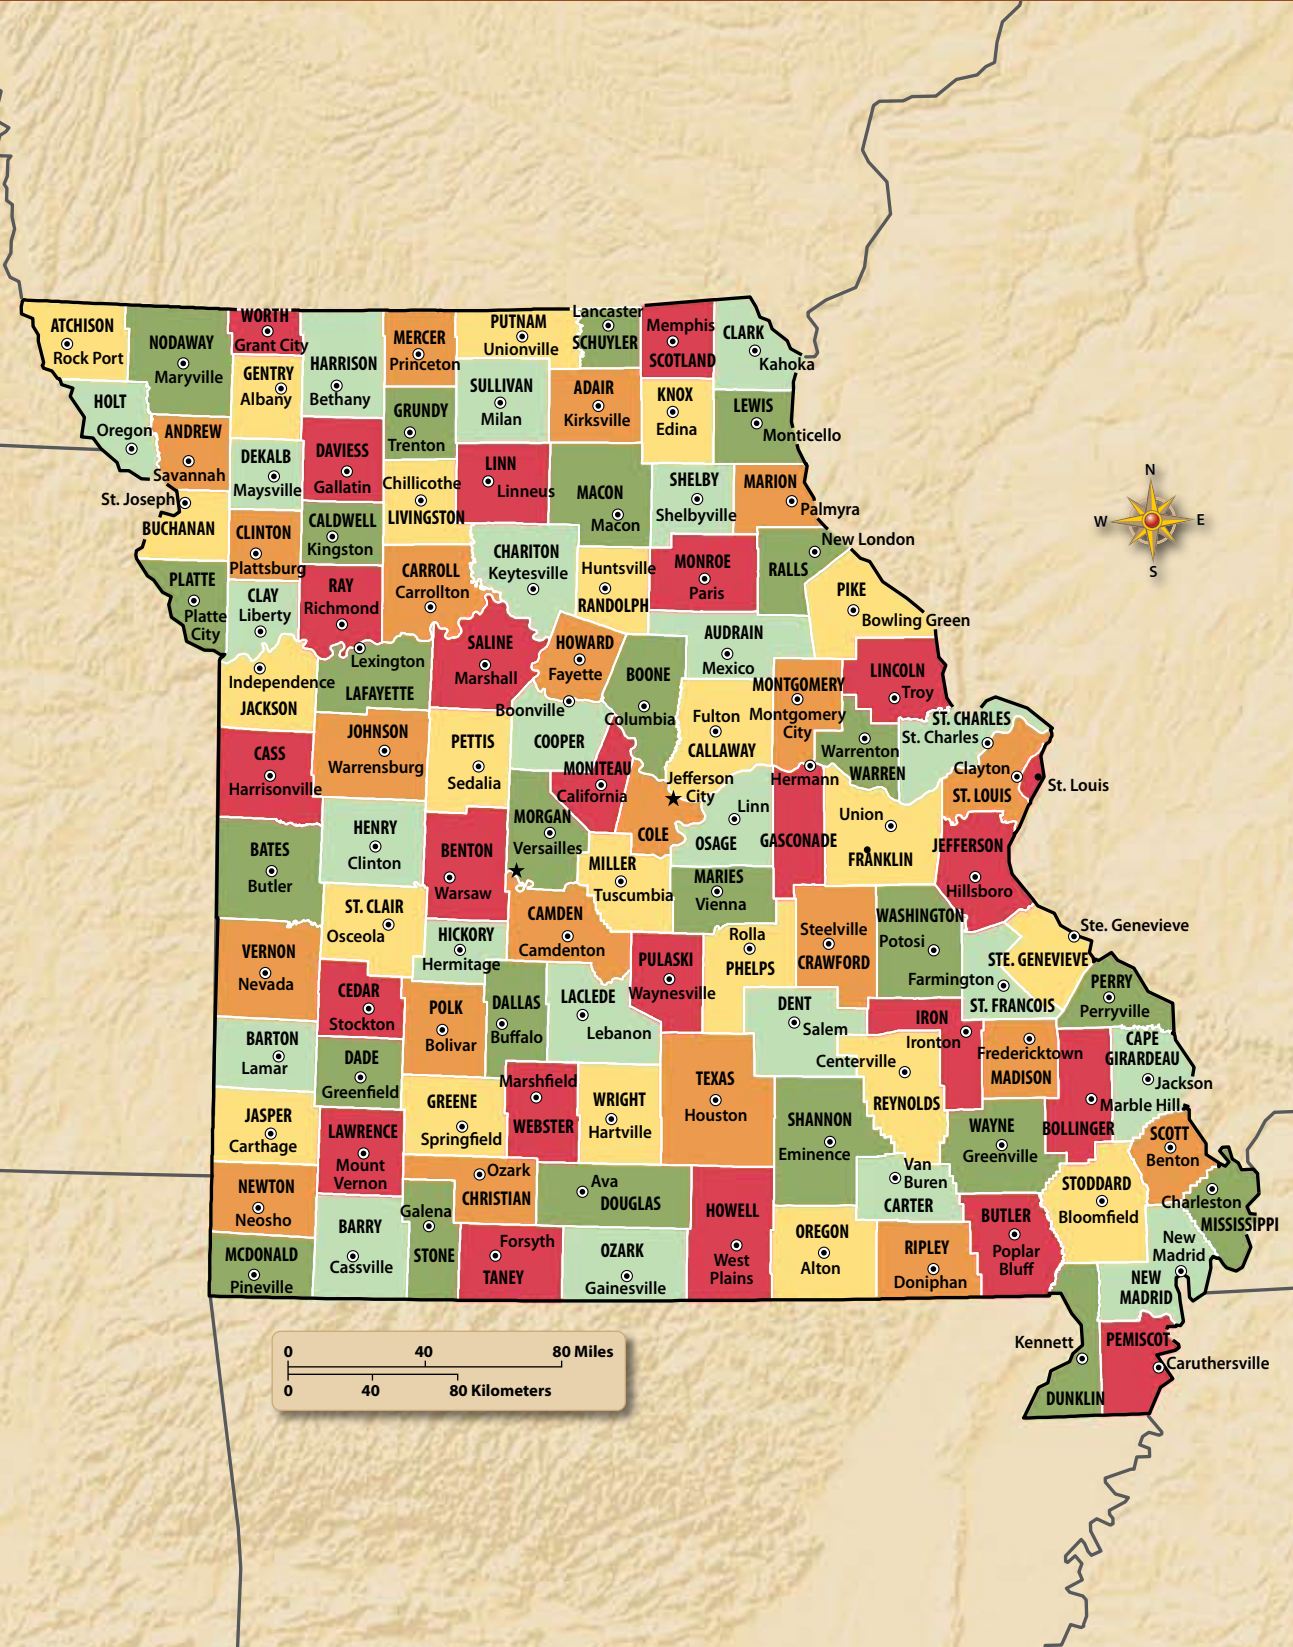 ATCHISON
Rock Port
NODAWAY
Maryville
WORTH
Grant City
HARRISON
Bethany
MERCER
Princeton
PUTNAM
Unionville
Lancaster
SCHUYLER
Memphis
SCOTLAND
CLARK
Kahoka
GENTRY
Albany
HOLT
Oregon
ANDREW
Savannah
DEKALB
Maysville
DAVIESS
Gallatin
GRUNDY
Trenton
SULLIVAN
Milan
ADAIR
Kirksville
KNOX
Edina
LEWIS
Monticello
Chillicothe
LIVINGSTON
LINN
Linneus
MACON
Macon
SHELBY
Shelbyville
MARION
Palmyra
St. Joseph
BUCHANAN
CLINTON
Plattsburg
CALDWELL
Kingston
N
W
E
S
New London
RALLS
PLATTE
Platte
City
CLAY
Liberty
RAY
Richmond
CARROLL
Carrollton
CHARITON
Keytesville
Huntsville
RANDOLPH
MONROE
Paris
PIKE
Bowling Green
AUDRAIN
Mexico
Independence
JACKSON
Lexington
LAFAYETTE
SALINE
Marshall
HOWARD
Fayette
BOONE
Columbia
Boonville
COOPER
Fulton
CALLAWAY
MONTGOMERY
Montgomery
City
LINCOLN
Troy
Warrenton
WARREN
ST. CHARLES
St. Charles
Clayton
ST. LOUIS
St. Louis
CASS
Harrisonville
JOHNSON
Warrensburg
PETTIS
Sedalia
MONITEAU
California
Jefferson
City
COLE
Hermann
GASCONADE
Linn
OSAGE
Union
FRANKLIN
JEFFERSON
Hillsboro
BATES
Butler
HENRY
Clinton
BENTON
Warsaw
MORGAN
Versailles
MILLER
Tuscumbia
MARIES
Vienna
ST. CLAIR
Osceola
HICKORY
Hermitage
CAMDEN
Camdenton
PULASKI
Waynesville
Rolla
PHELPS
Steelville
CRAWFORD
WASHINGTON
Potosi
Farmington
ST. FRANCOIS
STE. GENEVIEVE
Ste. Genevieve
PERRY
Perryville
VERNON
Nevada
CEDAR
Stockton
POLK
Bolivar
DALLAS
Buffalo
LACLEDE
Lebanon
DENT
Salem
IRON
Ironton
Fredericktown
MADISON
CAPE
GIRARDEAU
Jackson
Marble Hill
BOLLINGER
BARTON
Lamar
DADE
Greenfield
GREENE
Springfield
Marshfield
WEBSTER
WRIGHT
Hartville
TEXAS
Houston
Centerville
REYNOLDS
SHANNON
Eminence
WAYNE
Greenville
SCOTT
Benton
JASPER
Carthage
LAWRENCE
Mount
Vernon
Ozark
CHRISTIAN
Ava
DOUGLAS
HOWELL
West
Plains
Van
Buren
CARTER
STODDARD
Bloomfield
Charleston
MISSISSIPPI
NEWTON
Neosho
BARRY
Cassville
Galena
STONE
Forsyth
TANEY
OZARK
Gainesville
OREGON
Alton
RIPLEY
Doniphan
BUTLER
Poplar
Bluff
New
Madrid
NEW
MADRID
MCDONALD
Pineville
Kennett
DUNKLIN
PEMISCOT
Caruthersville
0 40 80 Miles
0 40 80 Kilometers